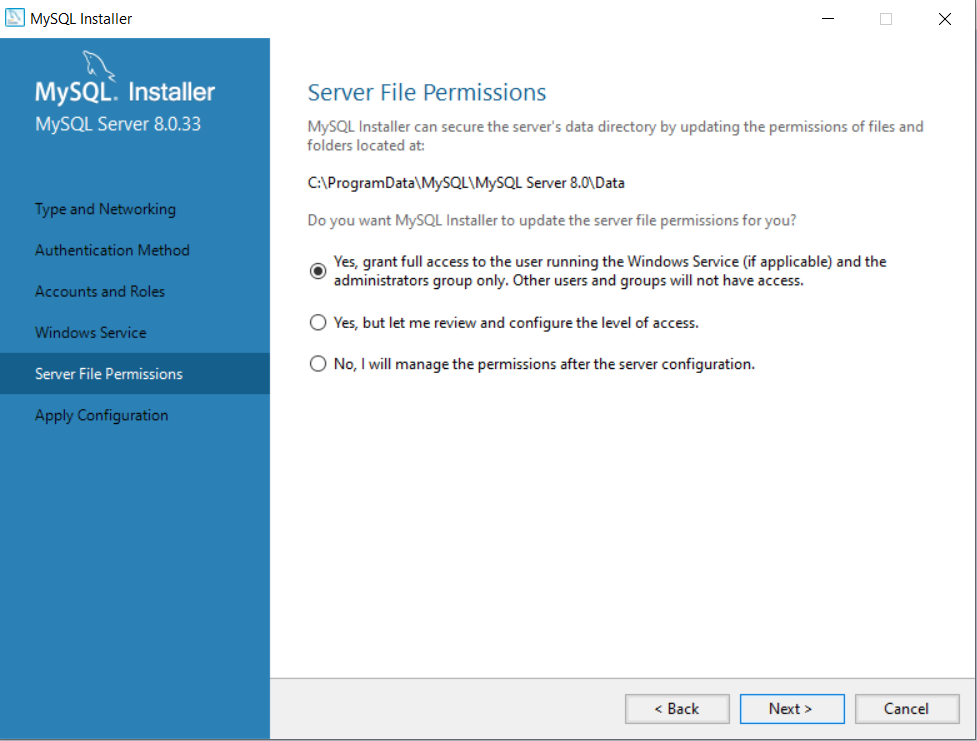 MySQL Installer
MySQL. Installer
MySQL Server 8.0.33
Type and Networking
Authentication Method
Accounts and Roles
Windows Service
Server File Permissions
Apply Configuration
Server File Permissions
MySQL Installer can secure the server's data directory by updating the permissions of files and
folders located at:
C:\ProgramData\MySQL\MySQL Server 8.0\Data
Do you want MySQL Installer to update the server file permissions for you?
Yes, grant full access to the user running the Windows Service (if applicable) and the
administrators group only. Other users and groups will not have access.
Yes, but let me review and configure the level of access.
No, I will manage the permissions after the server configuration.
< Back
Next >
Cancel